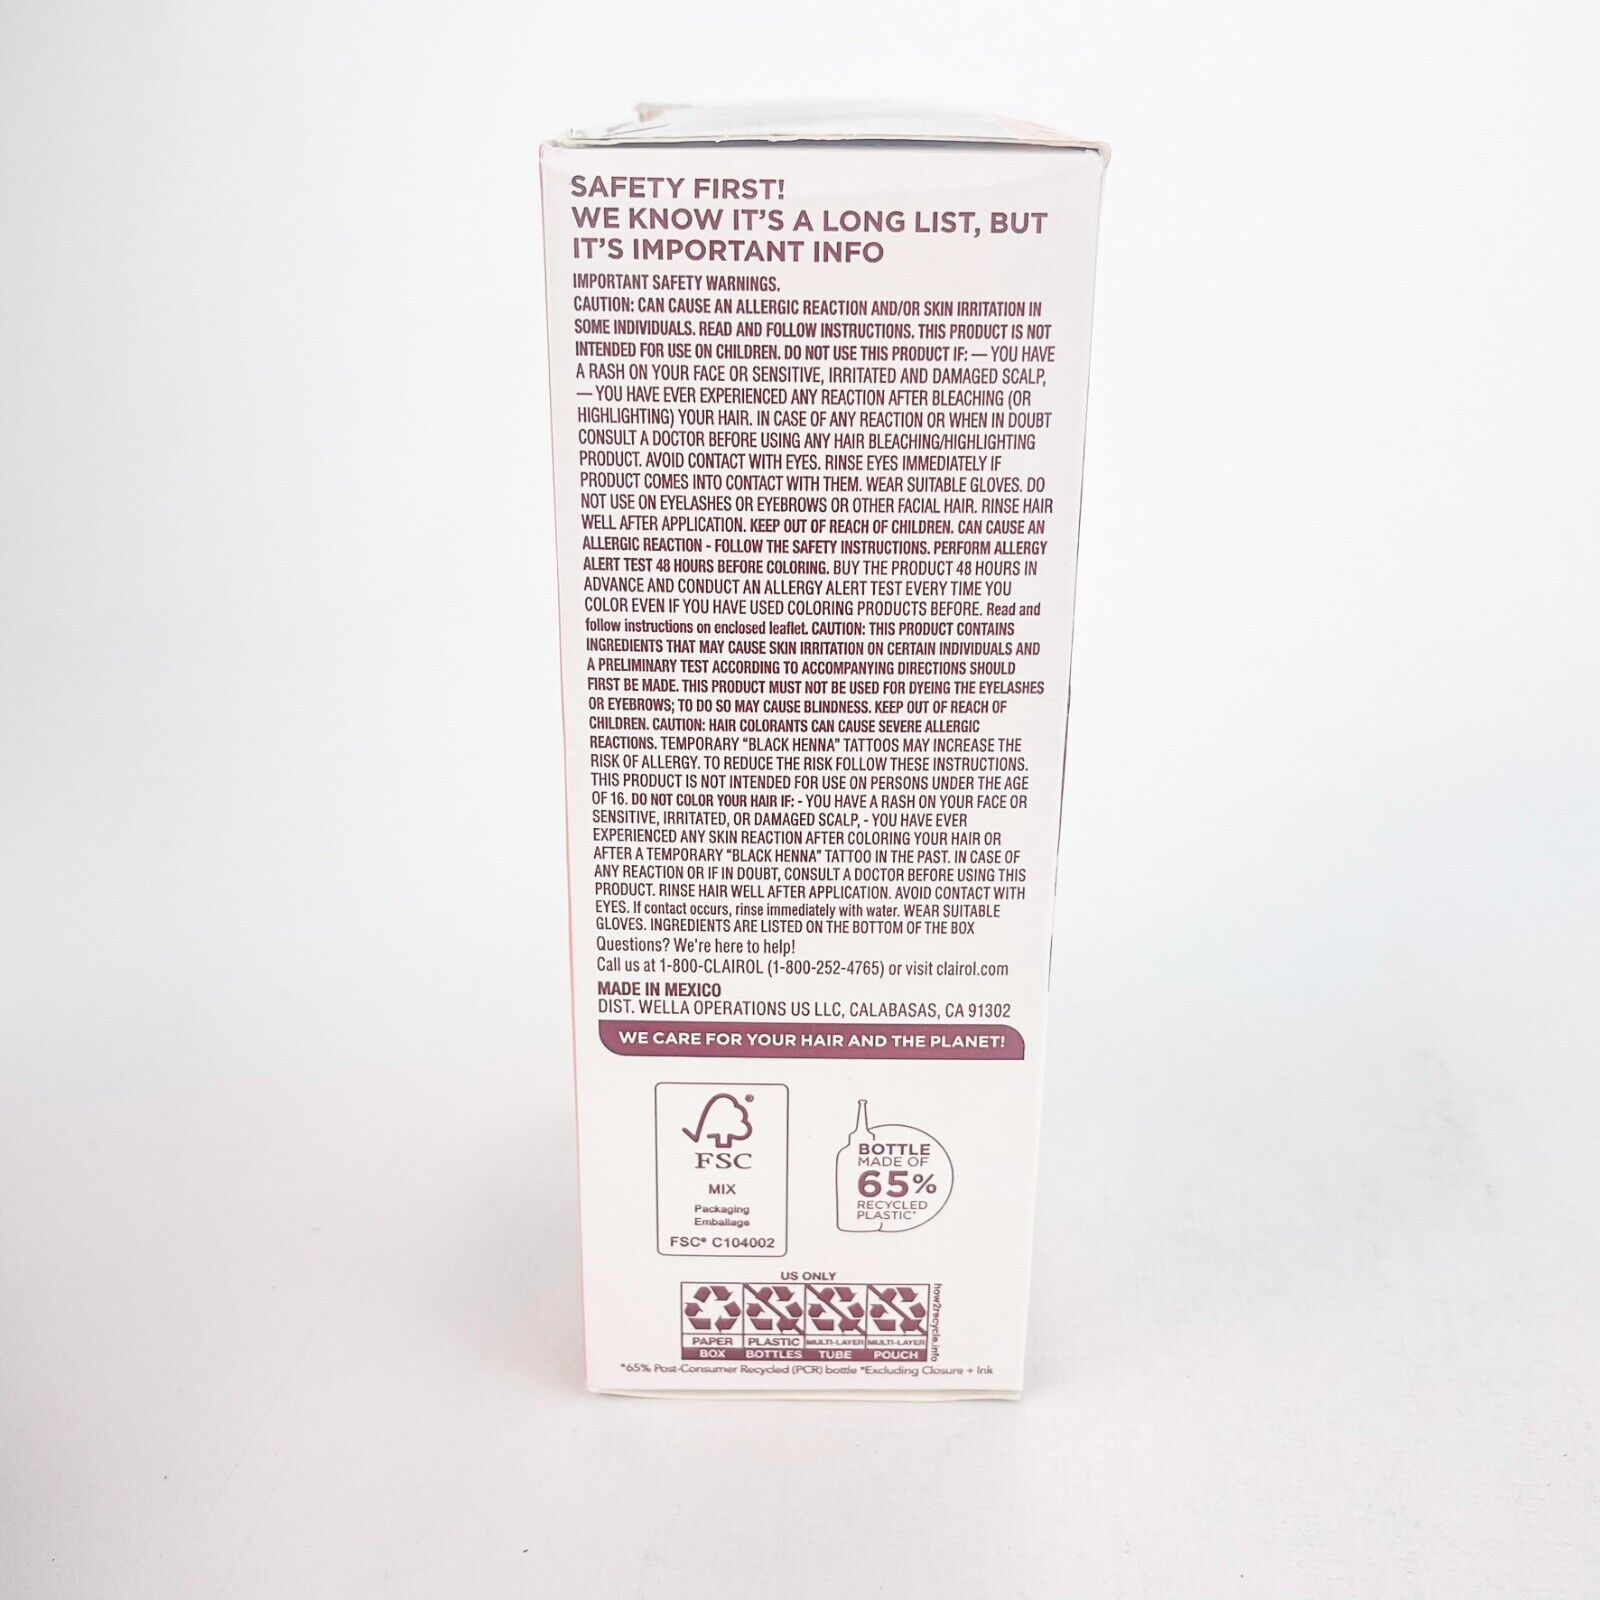 SAFETY FIRST!
WE KNOW IT'S A LONG LIST, BUT
IT'S IMPORTANT INFO
IMPORTANT SAFETY WARNINGS.
CAUTION: CAN CAUSE AN ALLERGIC REACTION AND/OR SKIN IRRITATION IN
SOME INDIVIDUALS. READ AND FOLLOW INSTRUCTIONS. THIS PRODUCT IS NOT
INTENDED FOR USE ON CHILDREN. DO NOT USE THIS PRODUCT IF: — YOU HAVE
A RASH ON YOUR FACE OR SENSITIVE, IRRITATED AND DAMAGED SCALP,
— YOU HAVE EVER EXPERIENCED ANY REACTION AFTER BLEACHING (OR
HIGHLIGHTING) YOUR HAIR. IN CASE OF ANY REACTION OR WHEN IN DOUBT
CONSULT A DOCTOR BEFORE USING ANY HAIR BLEACHING/HIGHLIGHTING
PRODUCT. AVOID CONTACT WITH EYES. RINSE EYES IMMEDIATELY IF
PRODUCT COMES INTO CONTACT WITH THEM. WEAR SUITABLE GLOVES. DO
NOT USE ON EYELASHES OR EYEBROWS OR OTHER FACIAL HAIR. RINSE HAIR
WELL AFTER APPLICATION. KEEP OUT OF REACH OF CHILDREN. CAN CAUSE AN
ALLERGIC REACTION - FOLLOW THE SAFETY INSTRUCTIONS. PERFORM ALLERGY
ALERT TEST 48 HOURS BEFORE COLORING. BUY THE PRODUCT 48 HOURS IN
ADVANCE AND CONDUCT AN ALLERGY ALERT TEST EVERY TIME YOU
COLOR EVEN IF YOU HAVE USED COLORING PRODUCTS BEFORE. Read and
follow instructions on enclosed leaflet. CAUTION: THIS PRODUCT CONTAINS
INGREDIENTS THAT MAY CAUSE SKIN IRRITATION ON CERTAIN INDIVIDUALS AND
A PRELIMINARY TEST ACCORDING TO ACCOMPANYING DIRECTIONS SHOULD
FIRST BE MADE. THIS PRODUCT MUST NOT BE USED FOR DYEING THE EYELASHES
OR EYEBROWS; TO DO SO MAY CAUSE BLINDNESS. KEEP OUT OF REACH OF
CHILDREN. CAUTION: HAIR COLORANTS CAN CAUSE SEVERE ALLERGIC
REACTIONS. TEMPORARY “BLACK HENNA” TATTOOS MAY INCREASE THE
RISK OF ALLERGY. TO REDUCE THE RISK FOLLOW THESE INSTRUCTIONS.
THIS PRODUCT IS NOT INTENDED FOR USE ON PERSONS UNDER THE AGE
OF 16. DO NOT COLOR YOUR HAIR IF: - YOU HAVE A RASH ON YOUR FACE OR
SENSITIVE, IRRITATED, OR DAMAGED SCALP, - YOU HAVE EVER
EXPERIENCED ANY SKIN REACTION AFTER COLORING YOUR HAIR OR
AFTER A TEMPORARY “BLACK HENNA” TATTOO IN THE PAST. IN CASE OF
ANY REACTION OR IF IN DOUBT, CONSULT A DOCTOR BEFORE USING THIS
PRODUCT. RINSE HAIR WELL AFTER APPLICATION. AVOID CONTACT WITH
EYES. If contact occurs, rinse immediately with water. WEAR SUITABLE
GLOVES. INGREDIENTS ARE LISTED ON THE BOTTOM OF THE BOX
Questions? We're here to help!
Call us at 1-800-CLAIROL (1-800-252-4765) or visit clairol.com
MADE IN MEXICO
DIST. WELLA OPERATIONS US LLC, CALABASAS, CA 91302
WE CARE FOR YOUR HAIR AND THE PLANET!
®
FSC
MIX
Packaging
Emballage
FSC® C104002
BOTTLE
MADE OF
65%
RECYCLED
PLASTIC*
US ONLY
PAPER PLASTIC MULTI-LAYER MULTI-LAYER
BOX BOTTLES TUBE POUCH
how2recycle.info
*65% Post-Consumer Recycled (PCR) bottle *Excluding Closure + Ink